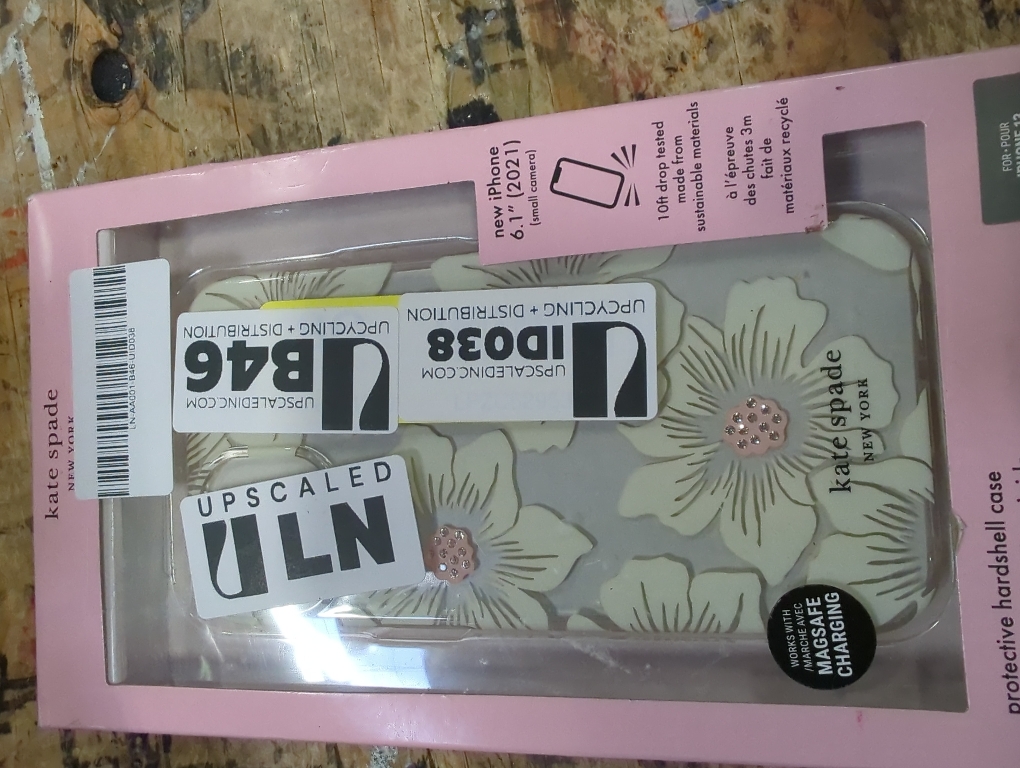 kate spade
NEW YORK
LN-AA001-B46-UID038
UPSCALEDINC.COM
B46
UPCYCLING + DISTRIBUTION
UPSCALEDINC.COM
ID038
UPCYCLING + DISTRIBUTION
UPSCALED
LN
new iPhone
6.1" (2021)
(small camera)
10ft drop tested
made from
sustainable materials
à l'épreuve
des chutes 3m
fait de
matériaux recyclé
kate spade
NEW YORK
WORKS WITH
/MARCHE AVEC
MAGSAFE
CHARGING
FOR • POUR
protective hardshell case